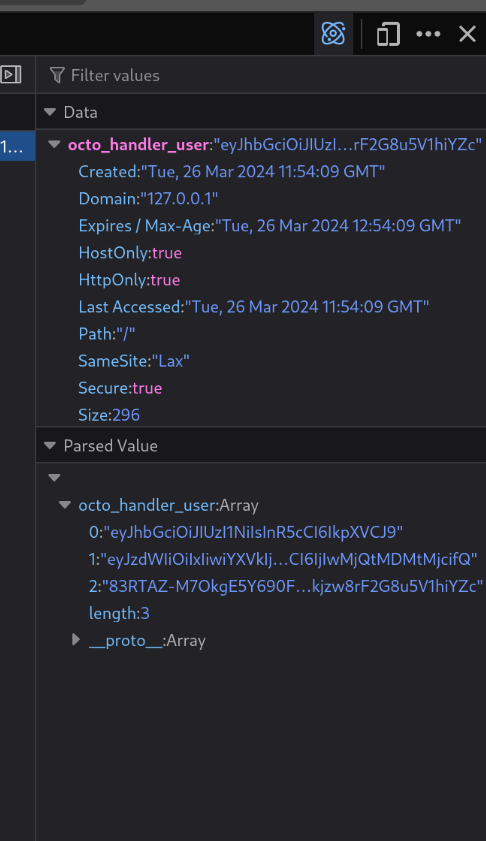 Filter values
Data
1…
octo_handler_user:"eyJhbGciOiJIUzI…rF2G8u5V1hiYZc"
Created:"Tue, 26 Mar 2024 11:54:09 GMT"
Domain:"127.0.0.1"
Expires / Max-Age:"Tue, 26 Mar 2024 12:54:09 GMT"
HostOnly:true
HttpOnly:true
Last Accessed:"Tue, 26 Mar 2024 11:54:09 GMT"
Path:"/"
SameSite:"Lax"
Secure:true
Size:296
Parsed Value
octo_handler_user:Array
0:"eyJhbGciOiJIUzI1NiIsInR5cCI6IkpXVCJ9"
1:"eyJzdWIiOiIxIiwiYXVkIj…CI6IjIwMjQtMDMtMjcifQ"
2:"83RTAZ-M7OkgE5Y690F…kjzw8rF2G8u5V1hiYZc"
length:3
__proto__:Array